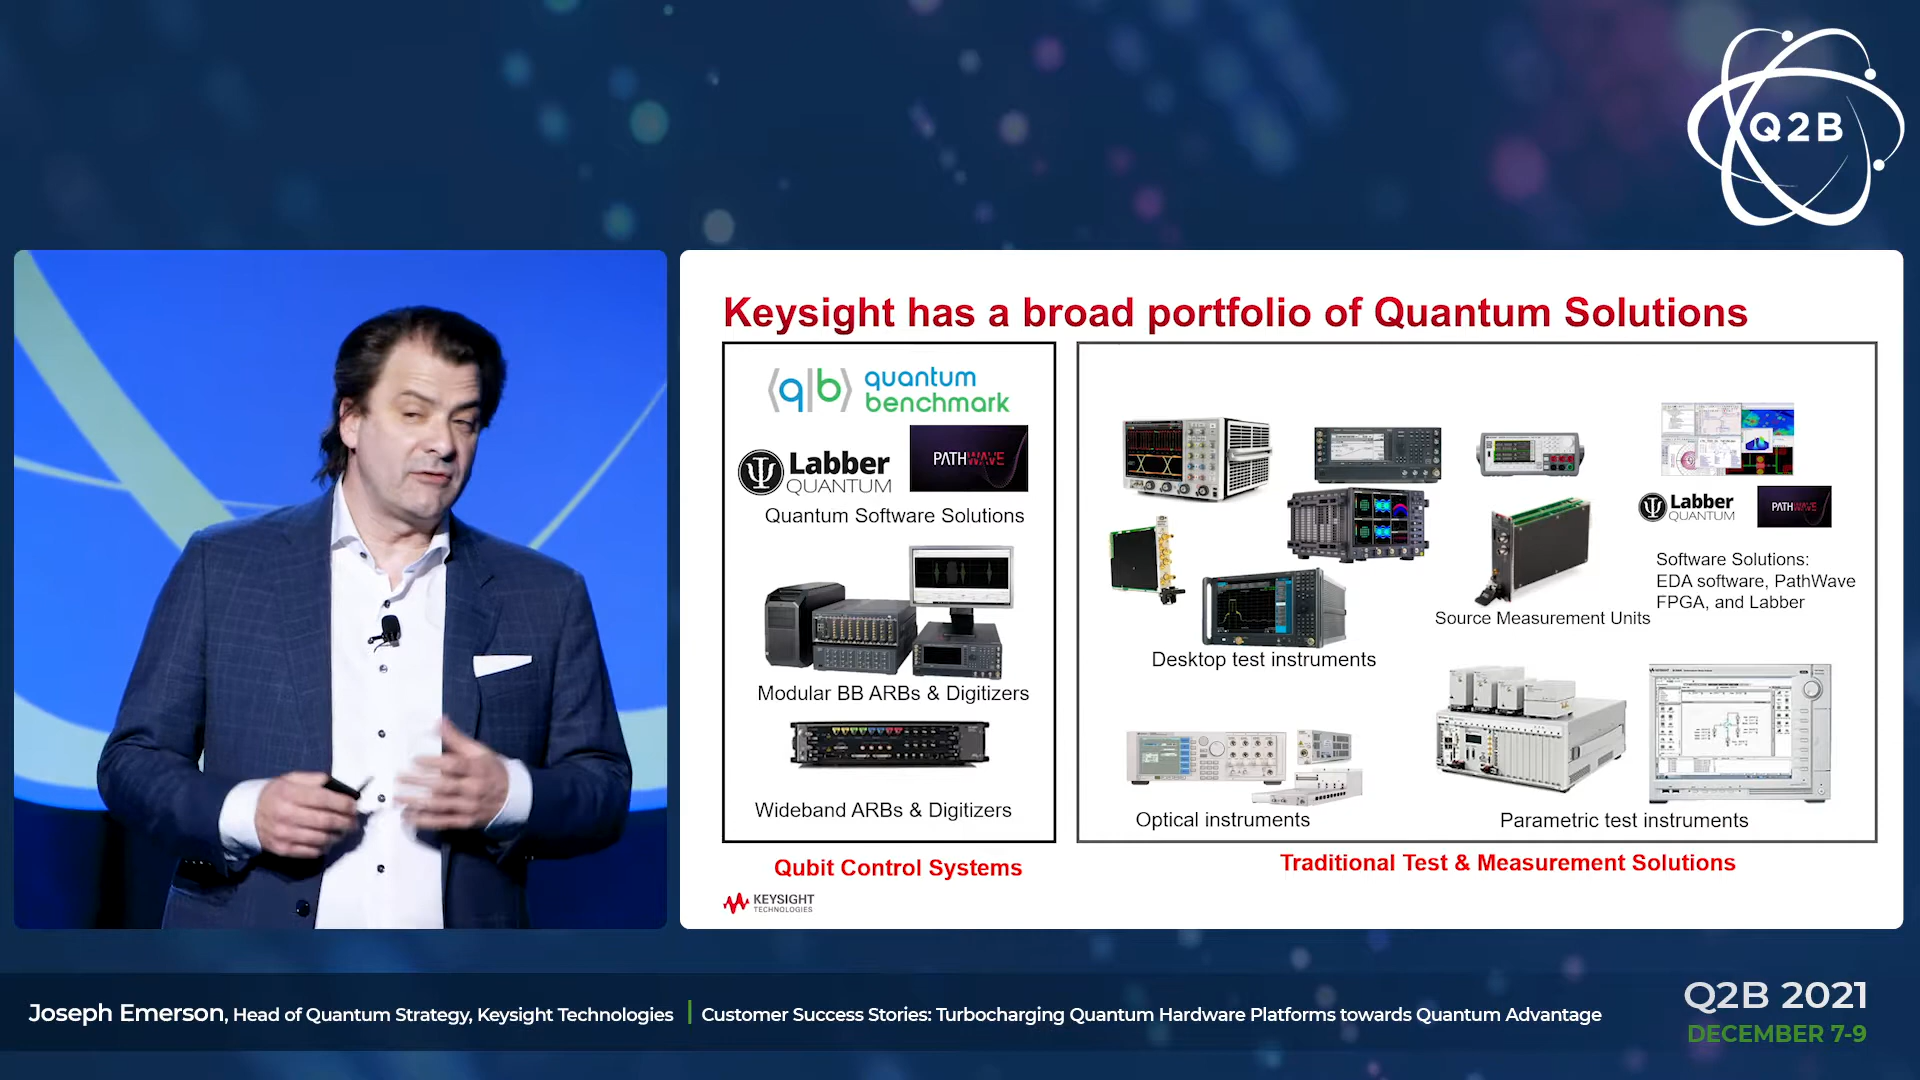 Q2B
Keysight has a broad portfolio of Quantum Solutions
⟨q|b⟩ quantum
benchmark
Labber
QUANTUM
PATHWAVE
Quantum Software Solutions
Modular BB ARBs & Digitizers
Wideband ARBs & Digitizers
Qubit Control Systems
Desktop test instruments
Source Measurement Units
Labber
QUANTUM
PATHWAVE
Software Solutions:
EDA software, PathWave
FPGA, and Labber
Optical instruments
Parametric test instruments
Traditional Test & Measurement Solutions
KEYSIGHT
TECHNOLOGIES
Joseph Emerson, Head of Quantum Strategy, Keysight Technologies | Customer Success Stories: Turbocharging Quantum Hardware Platforms towards Quantum Advantage
Q2B 2021
DECEMBER 7-9